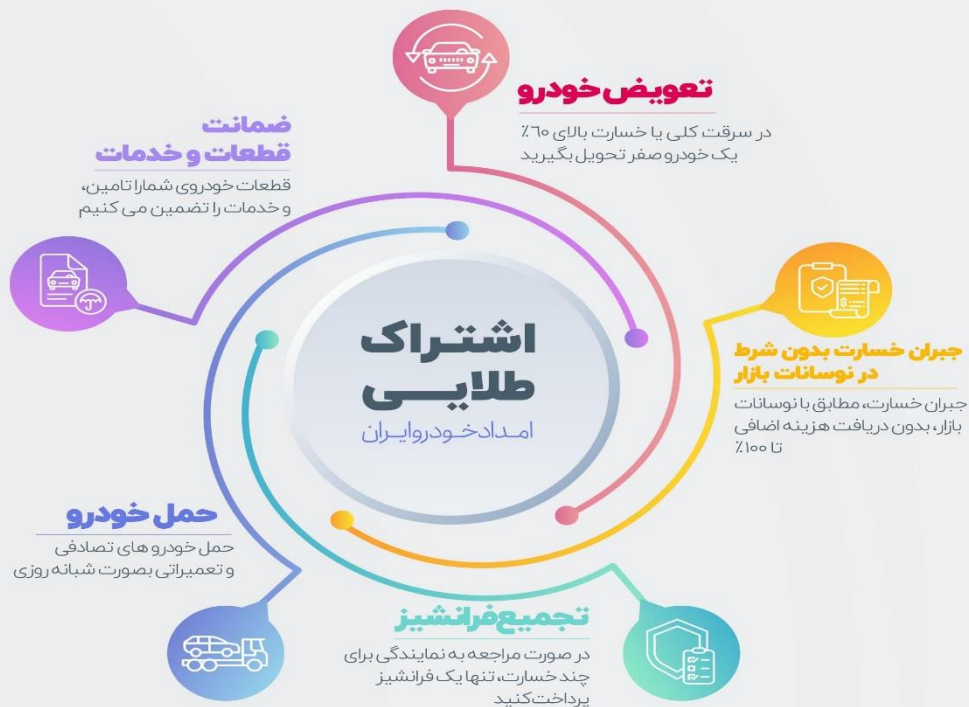 تعویض خودرو
در سرقت کلی یا خسارت بالای ۶۰٪
یک خودرو صفر تحویل بگیرید
ضمانت
قطعات و خدمات
قطعات خودروی شما را تامین،
و خدمات را تضمین می کنیم
اشتراک
طلایی
امداد خودرو ایران
جبران خسارت بدون شرط
در نوسانات بازار
جبران خسارت، مطابق با نوسانات
بازار، بدون دریافت هزینه اضافی
تا ۱۰۰٪
حمل خودرو
حمل خودرو های تصادفی
و تعمیراتی بصورت شبانه روزی
تجمیع فرانشیز
در صورت مراجعه به نمایندگی برای
چند خسارت، تنها یک فرانشیز
پرداخت کنید